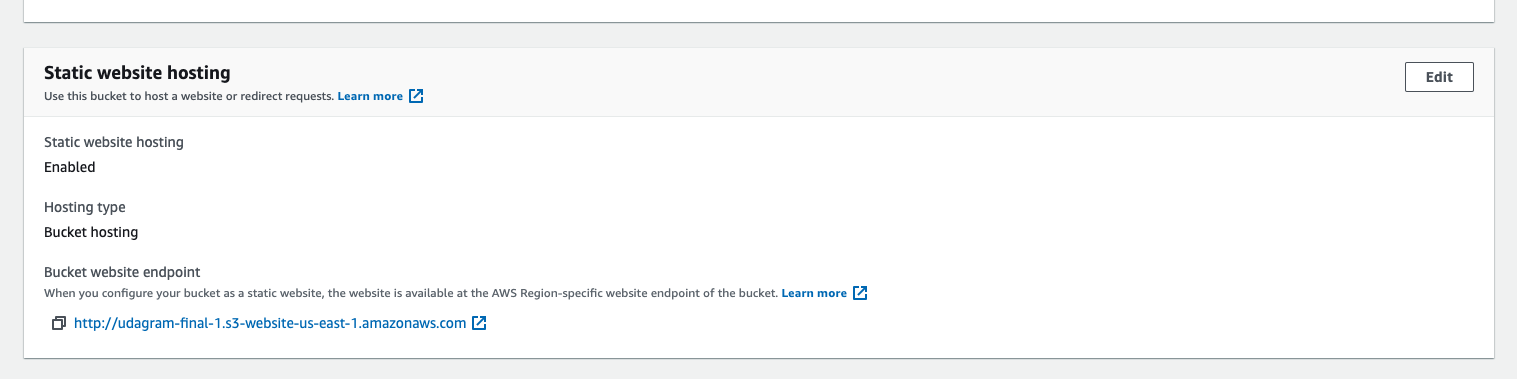 Static website hosting
Edit
Use this bucket to host a website or redirect requests. Learn more
Static website hosting
Enabled
Hosting type
Bucket hosting
Bucket website endpoint
When you configure your bucket as a static website, the website is available at the AWS Region-specific website endpoint of the bucket. Learn more
http://udagram-final-1.s3-website-us-east-1.amazonaws.com